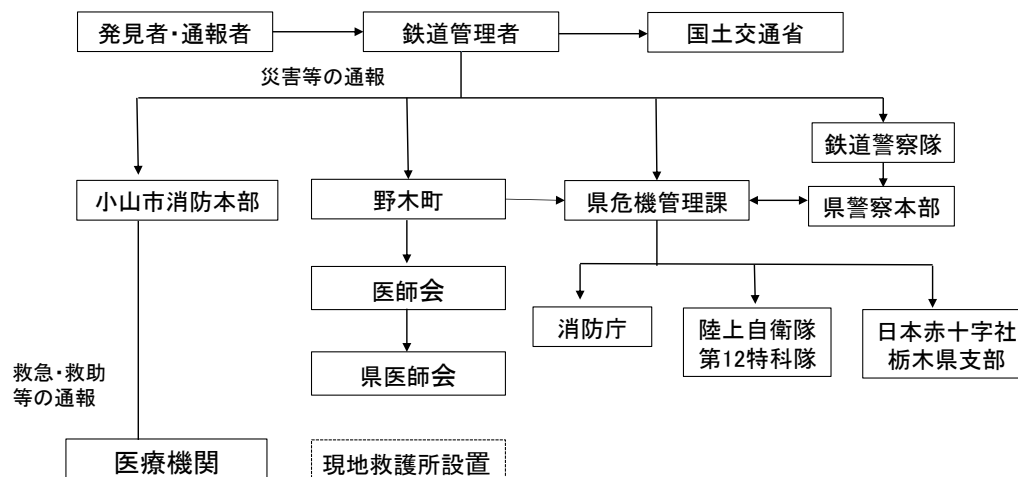 発見者・通報者
鉄道管理者
国土交通省
災害等の通報
鉄道警察隊
小山市消防本部
野木町
県危機管理課
県警察本部
医師会
消防庁
陸上自衛隊
第12特科隊
日本赤十字社
栃木県支部
県医師会
救急・救助
等の通報
医療機関
現地救護所設置